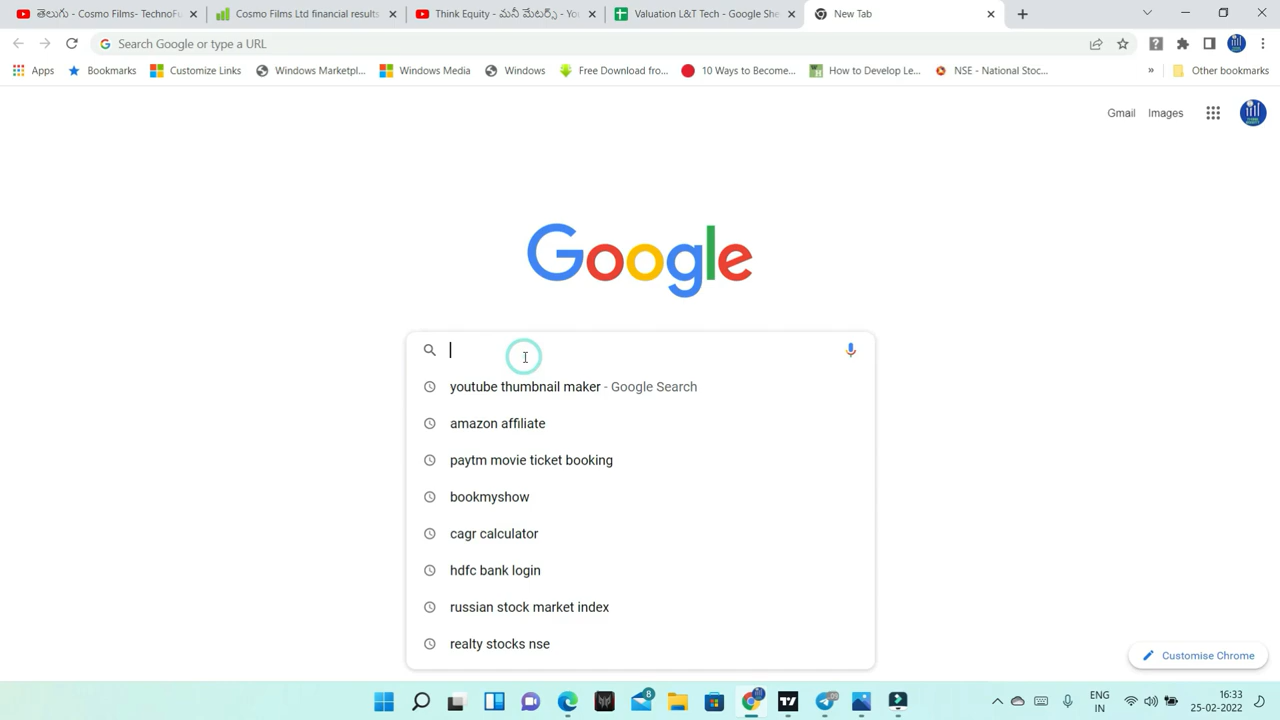 తెలుగు - Cosmo Films- TechnoFu
Cosmo Films Ltd financial results
Think Equity - మనీ మేటర్స్ - Yo
Valuation L&T Tech - Google She
New Tab
Search Google or type a URL
Apps
Bookmarks
Customize Links
Windows Marketpl...
Windows Media
Windows
Free Download fro...
10 Ways to Become...
How to Develop Le...
NSE - National Stoc...
»
Other bookmarks
Gmail
Images
Google
youtube thumbnail maker - Google Search
amazon affiliate
paytm movie ticket booking
bookmyshow
cagr calculator
hdfc bank login
russian stock market index
realty stocks nse
Customise Chrome
8
ENG
IN
16:33
25-02-2022